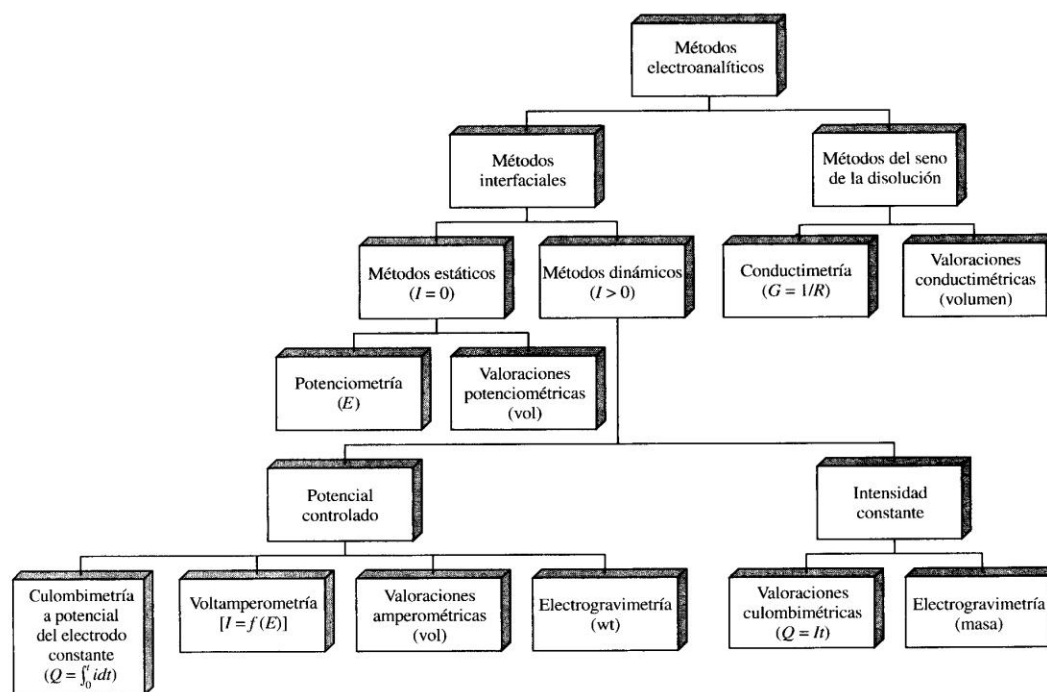 Métodos
electroanalíticos
Métodos
interfaciales
Métodos del seno
de la disolución
Métodos estáticos
(I = 0)
Métodos dinámicos
(I > 0)
Conductimetría
(G = 1/R)
Valoraciones
conductimétricas
(volumen)
Potenciometría
(E)
Valoraciones
potenciométricas
(vol)
Potencial
controlado
Intensidad
constante
Culombimetría
a potencial
del electrodo
constante
(Q = ∫₀ᵗ idt)
Voltamperometría
[I = f (E)]
Valoraciones
amperométricas
(vol)
Electrogravimetría
(wt)
Valoraciones
culombimétricas
(Q = It)
Electrogravimetría
(masa)